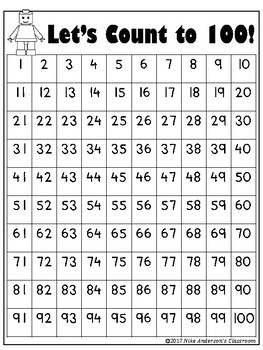 Let's Count to 100!
1 2 3 4 5 6 7 8 9 10
11 12 13 14 15 16 17 18 19 20
21 22 23 24 25 26 27 28 29 30
31 32 33 34 35 36 37 38 39 40
41 42 43 44 45 46 47 48 49 50
51 52 53 54 55 56 57 58 59 60
61 62 63 64 65 66 67 68 69 70
71 72 73 74 75 76 77 78 79 80
81 82 83 84 85 86 87 88 89 90
91 92 93 94 95 96 97 98 99 100
©2017 Nike Anderson's Classroom